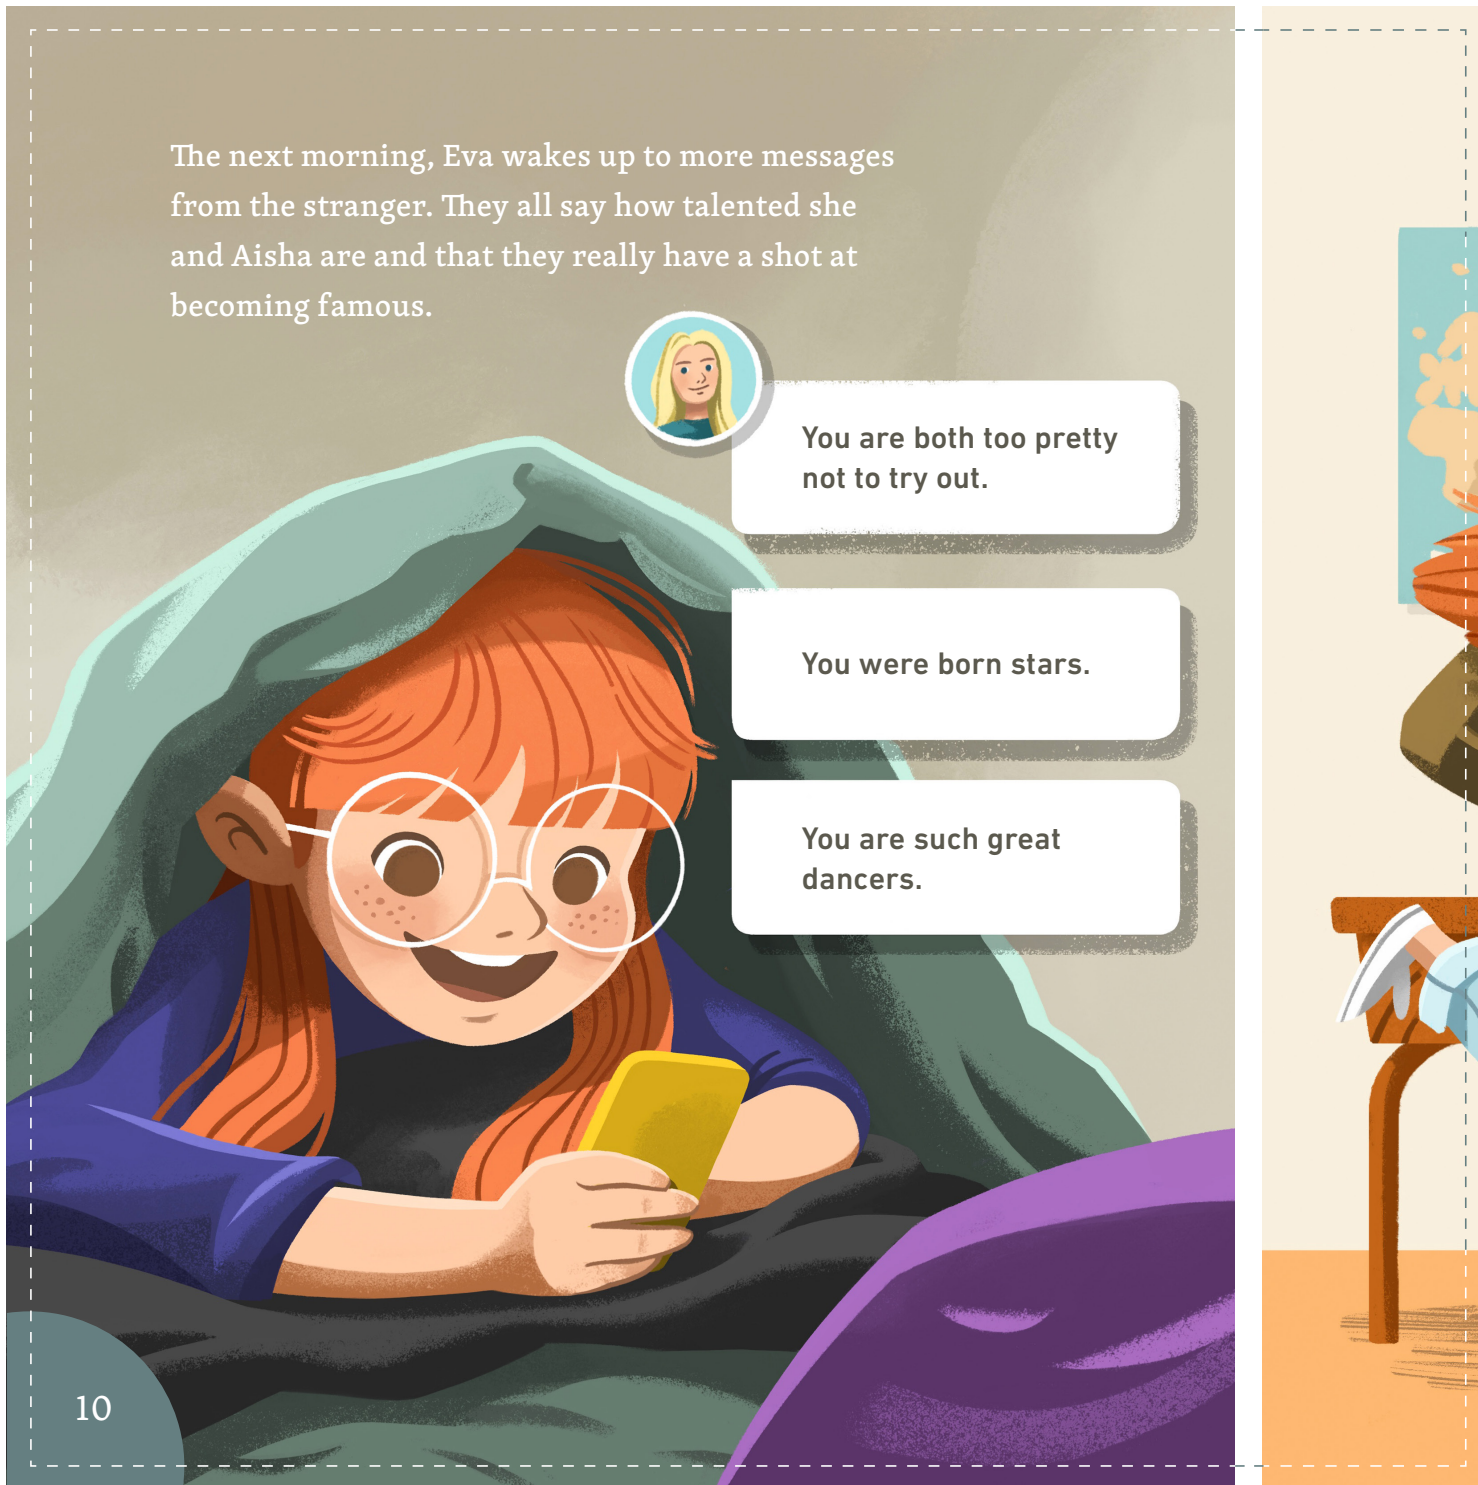 The next morning, Eva wakes up to more messages
from the stranger. They all say how talented she
and Aisha are and that they really have a shot at
becoming famous.
You are both too pretty
not to try out.
You were born stars.
You are such great
dancers.
10